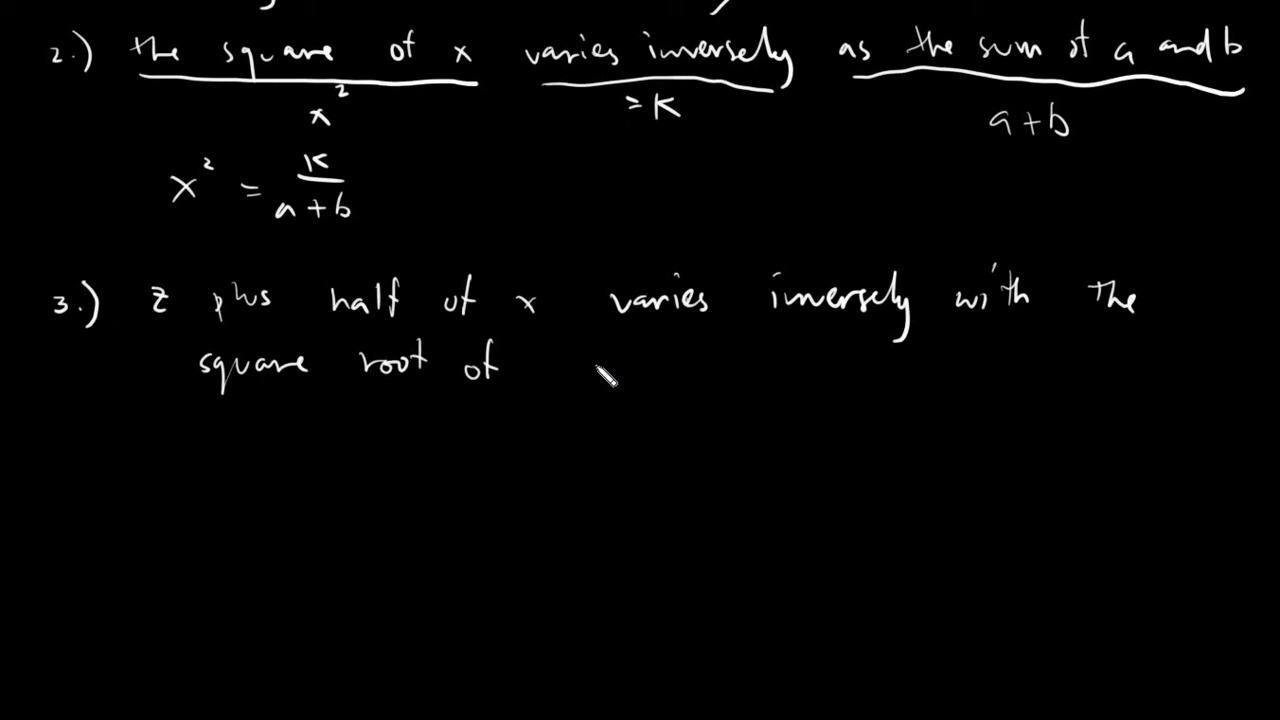 2.) the square of x varies inversely as the sum of a and b
x² = K a+b
x² = K/a+b
3.) z plus half of x varies inversely with the
square root of